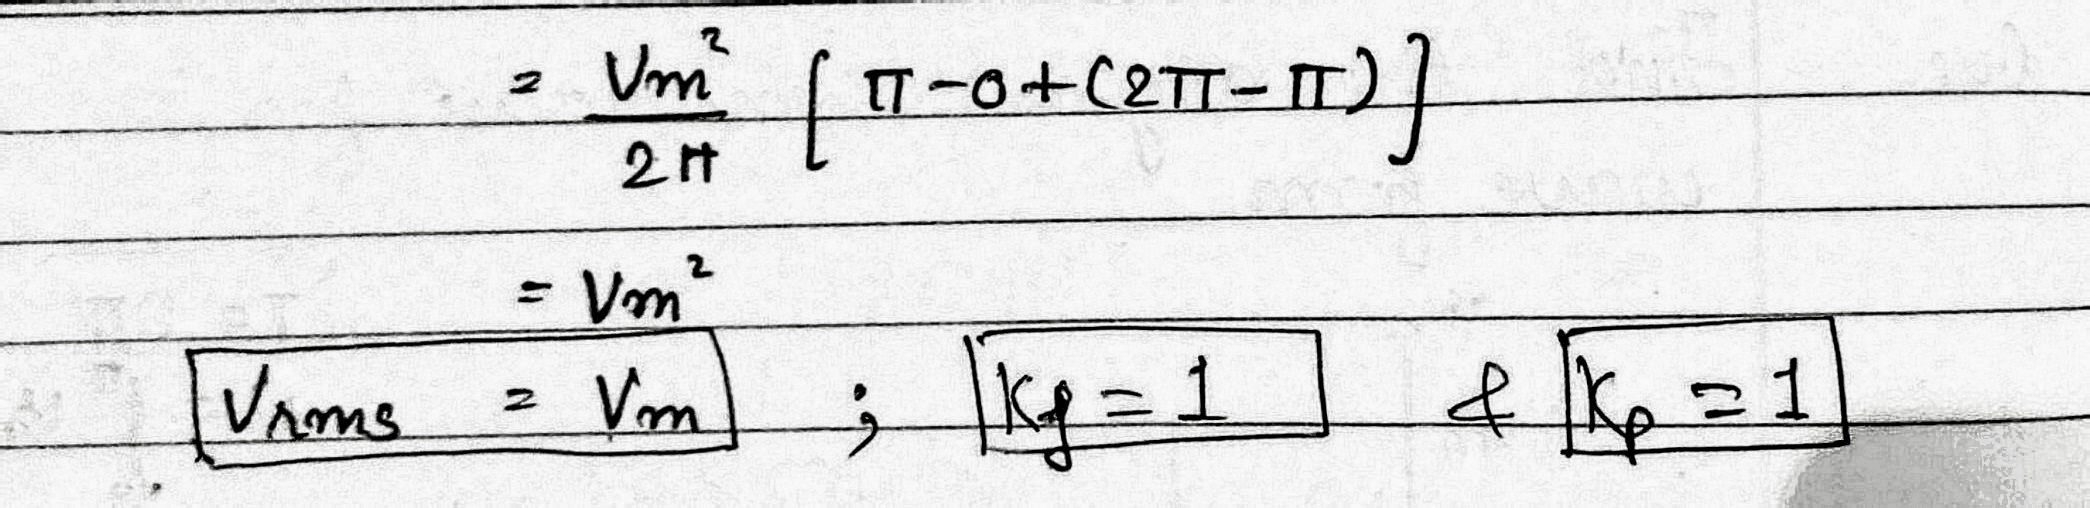 = Vm² / 2π [ π - 0 + (2π - π) ]
= Vm²
Vrms = Vm ; Kf = 1 & Kp = 1